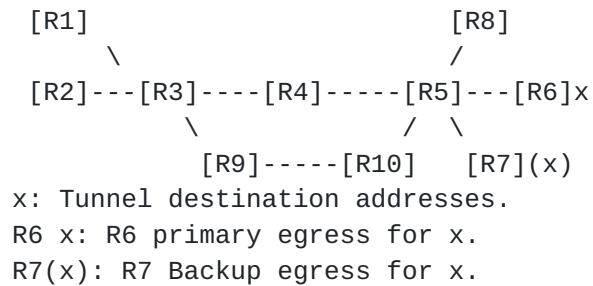 [R1] [R8]
\ /
[R2]---[R3]----[R4]-----[R5]---[R6]x
\ / \
[R9]-----[R10] [R7](x)
x: Tunnel destination addresses.
R6 x: R6 primary egress for x.
R7(x): R7 Backup egress for x.